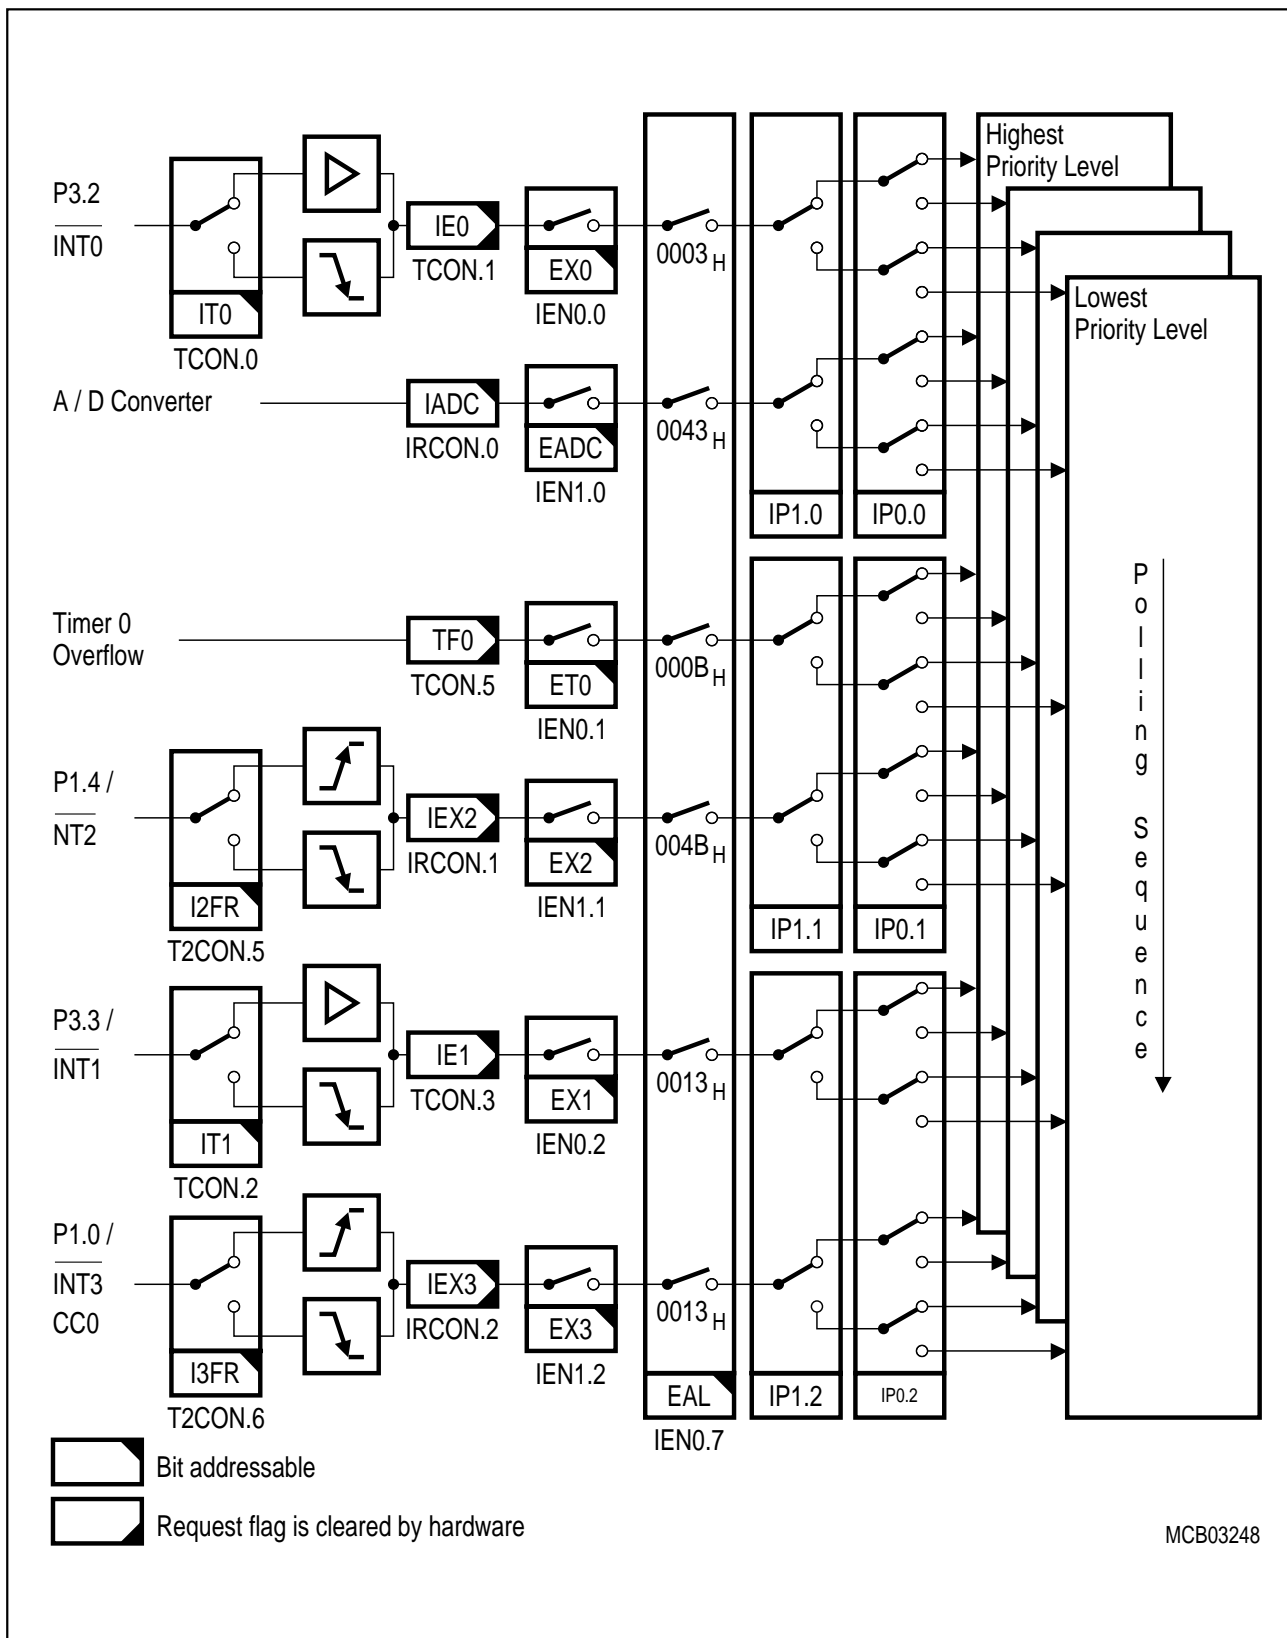 Highest
Priority Level
P3.2
INT0
IE0
TCON.1
EX0
IEN0.0
0003 H
IT0
TCON.0
Lowest
Priority Level
A / D Converter
IADC
IRCON.0
EADC
IEN1.0
0043 H
IP1.0
IP0.0
Timer 0
Overflow
TF0
TCON.5
ET0
IEN0.1
000B H
Polling Sequence
P1.4 /
NT2
IEX2
IRCON.1
EX2
IEN1.1
004B H
I2FR
T2CON.5
IP1.1
IP0.1
P3.3 /
INT1
IE1
TCON.3
EX1
IEN0.2
0013 H
IT1
TCON.2
P1.0 /
INT3
CC0
IEX3
IRCON.2
EX3
IEN1.2
0013 H
I3FR
T2CON.6
EAL
IEN0.7
IP1.2
IP0.2
Bit addressable
Request flag is cleared by hardware
MCB03248